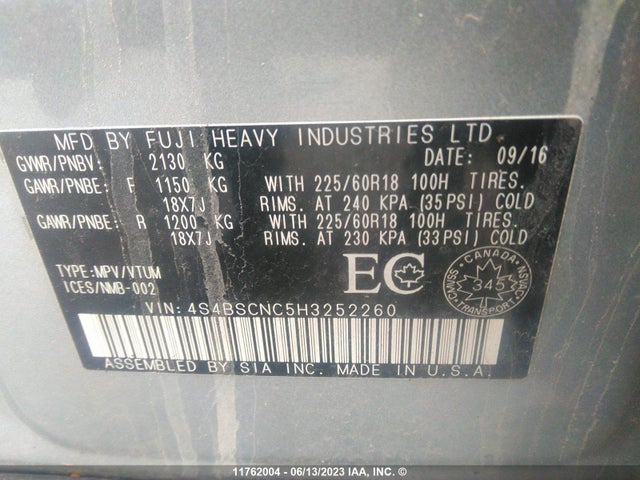 MFD BY FUJI HEAVY INDUSTRIES LTD.
GVWR/PNBV: 2130 KG DATE: 09/16
GAWR/PNBE: F 1150 KG WITH 225/60R18 100H TIRES.
18X7J RIMS. AT 240 KPA (35PSI) COLD
GAWR/PNBE: R 1200 KG WITH 225/60R18 100H TIRES.
18X7J RIMS. AT 230 KPA (33PSI) COLD
TYPE:MPV/VTUM
ICES/NMB-002
EC
CANADA
CMVSS NSVAC
345
TRANSPORT
VIN: 4S4BSCNC5H3252260
ASSEMBLED BY SIA INC. MADE IN U.S.A.
11762004 - 06/13/2023 IAA, INC. ©